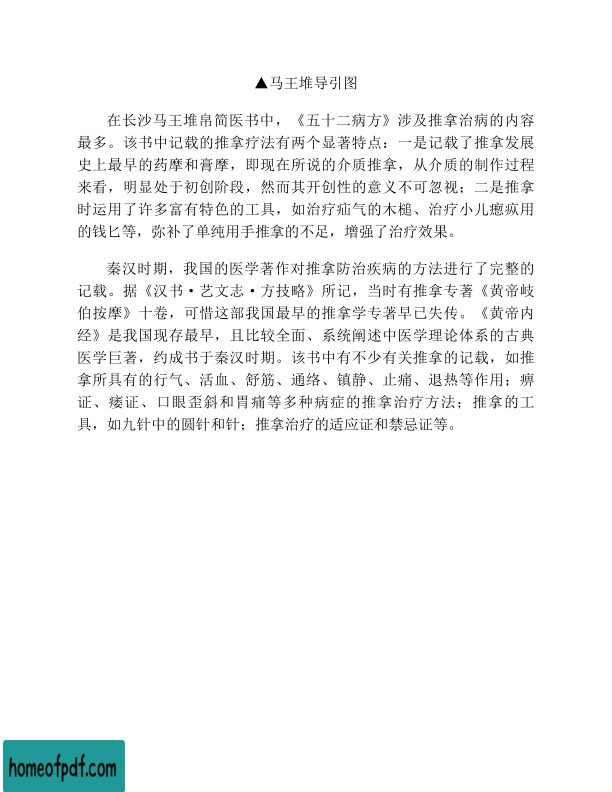 ▲马王堆导引图
在长沙马王堆帛简医书中，《五十二病方》涉及推拿治病的内容
最多。该书中记载的推拿疗法有两个显著特点：一是记载了推拿发展
史上最早的药摩和膏摩，即现在所说的介质推拿，从介质的制作过程
来看，明显处于初创阶段，然而其开创性的意义不可忽视；二是推拿
时运用了许多富有特色的工具，如治疗疝气的木槌、治疗小儿瘛疭用
的钱匕等，弥补了单纯用手推拿的不足，增强了治疗效果。
秦汉时期，我国的医学著作对推拿防治疾病的方法进行了完整的
记载。据《汉书·艺文志·方技略》所记，当时有推拿专著《黄帝岐
伯按摩》十卷，可惜这部我国最早的推拿学专著早已失传。《黄帝内
经》是我国现存最早，且比较全面、系统阐述中医学理论体系的古典
医学巨著，约成书于秦汉时期。该书中有不少有关推拿的记载，如推
拿所具有的行气、活血、舒筋、通络、镇静、止痛、退热等作用；痹
证、痿证、口眼歪斜和胃痛等多种病症的推拿治疗方法；推拿的工
具，如九针中的圆针和针；推拿治疗的适应证和禁忌证等。
homeofpdf.com